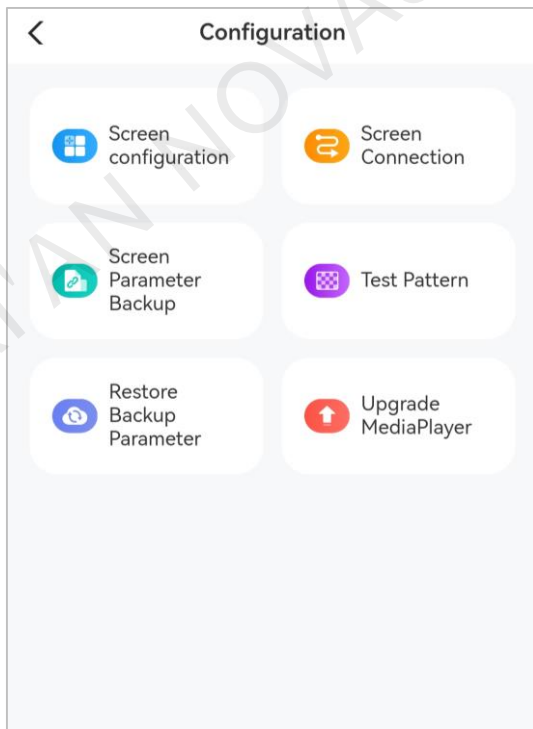 Configuration
Screen
configuration
Screen
Connection
Screen
Parameter
Backup
Test Pattern
Restore
Backup
Parameter
Upgrade
MediaPlayer